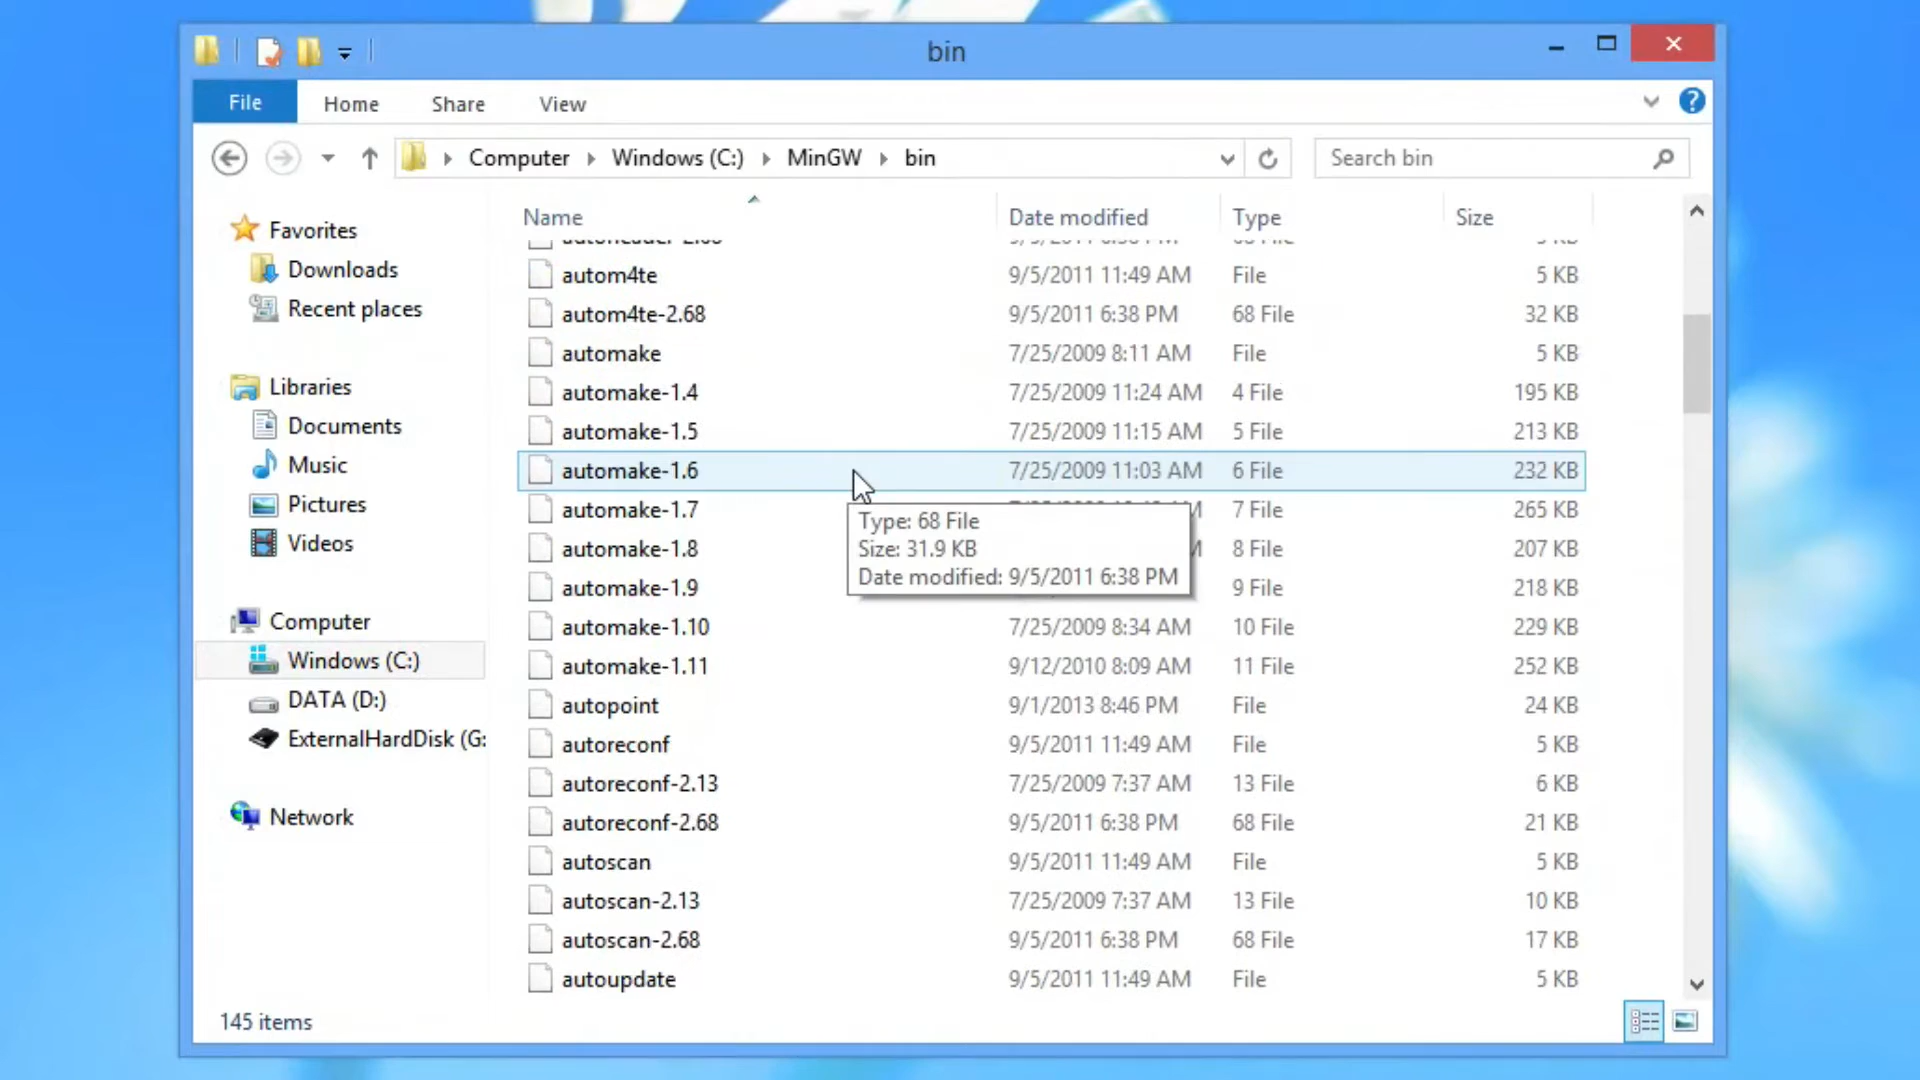 bin
File Home Share View
Computer Windows (C:) MinGW bin Search bin
Name Date modified Type Size
Favorites
Downloads
Recent places
Libraries
Documents
Music
Pictures
Videos
Computer
Windows (C:)
DATA (D:)
ExternalHardDisk (G:
Network
autom4te 9/5/2011 11:49 AM File 5 KB
autom4te-2.68 9/5/2011 6:38 PM 68 File 32 KB
automake 7/25/2009 8:11 AM File 5 KB
automake-1.4 7/25/2009 11:24 AM 4 File 195 KB
automake-1.5 7/25/2009 11:15 AM 5 File 213 KB
automake-1.6 7/25/2009 11:03 AM 6 File 232 KB
automake-1.7 7 File 265 KB
automake-1.8 8 File 207 KB
automake-1.9 9 File 218 KB
Type: 68 File
Size: 31.9 KB
Date modified: 9/5/2011 6:38 PM
automake-1.10 7/25/2009 8:34 AM 10 File 229 KB
automake-1.11 9/12/2010 8:09 AM 11 File 252 KB
autopoint 9/1/2013 8:46 PM File 24 KB
autoreconf 9/5/2011 11:49 AM File 5 KB
autoreconf-2.13 7/25/2009 7:37 AM 13 File 6 KB
autoreconf-2.68 9/5/2011 6:38 PM 68 File 21 KB
autoscan 9/5/2011 11:49 AM File 5 KB
autoscan-2.13 7/25/2009 7:37 AM 13 File 10 KB
autoscan-2.68 9/5/2011 6:38 PM 68 File 17 KB
autoupdate 9/5/2011 11:49 AM File 5 KB
145 items